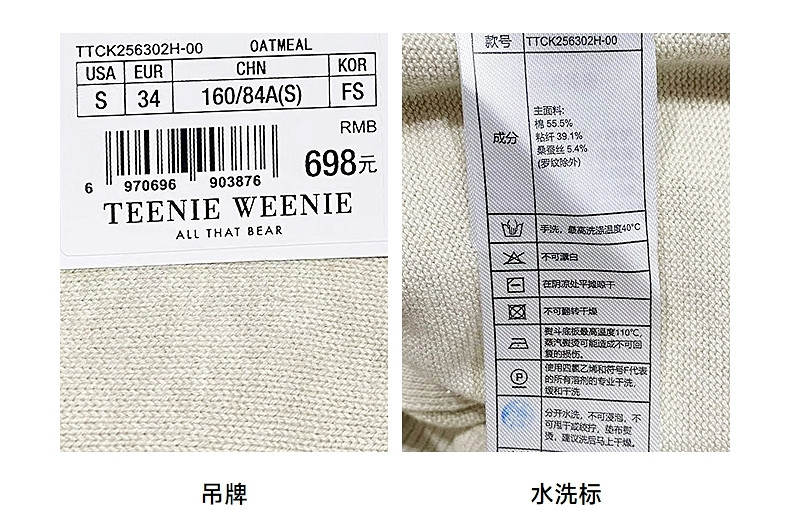 TTCK256302H-00 OATMEAL
USA EUR CHN KOR
S 34 160/84A(S) FS
RMB
698元
6 970696 903876
TEENIE WEENIE
ALL THAT BEAR
款号 TTCK256302H-00
成分
主面料:
棉 55.5%
粘纤 39.1%
桑蚕丝 5.4%
(罗纹除外)
手洗，最高洗涤温度40°C
不可漂白
在阴凉处平摊晾干
不可翻转干燥
熨斗底板最高温度110℃，
蒸汽熨烫可能造成不可回
复的损伤。
P
使用四氯乙烯和符号F代表
的所有溶剂的专业干洗，
缓和干洗
分开水洗，不可浸泡，不
可甩干或绞拧，垫布熨
烫，建议洗后马上干燥。
吊牌
水洗标